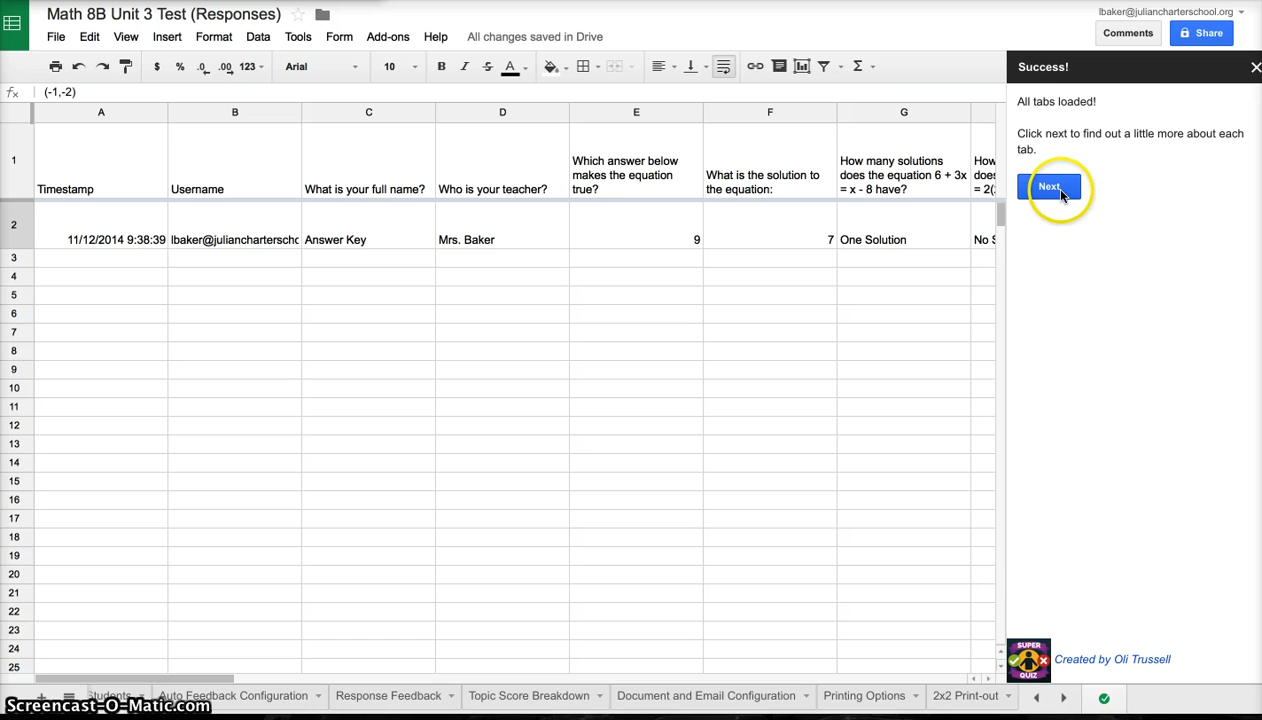 Math 8B Unit 3 Test (Responses)
lbaker@juliancharterschool.org
File Edit View Insert Format Data Tools Form Add-ons Help All changes saved in Drive
Comments Share
$ % .0 .00 123 Arial 10 B I S A Σ
Success!
fx (-1,-2)
All tabs loaded!
Click next to find out a little more about each
tab.
Next
A B C D E F G
1 Timestamp Username What is your full name? Who is your teacher?
Which answer below
makes the equation
true?
What is the solution to
the equation:
How many solutions
does the equation 6 + 3x
= x - 8 have?
How
does
= 2(
2 11/12/2014 9:38:39 lbaker@juliancharterscho Answer Key Mrs. Baker 9 7 One Solution No S
3
4
5
6
7
8
9
10
11
12
13
14
15
16
17
18
19
20
21
22
23
24
25
SUPER
QUIZ
Created by Oli Trussell
Students Auto Feedback Configuration Response Feedback Topic Score Breakdown Document and Email Configuration Printing Options 2x2 Print-out
Screencast-O-Matic.com